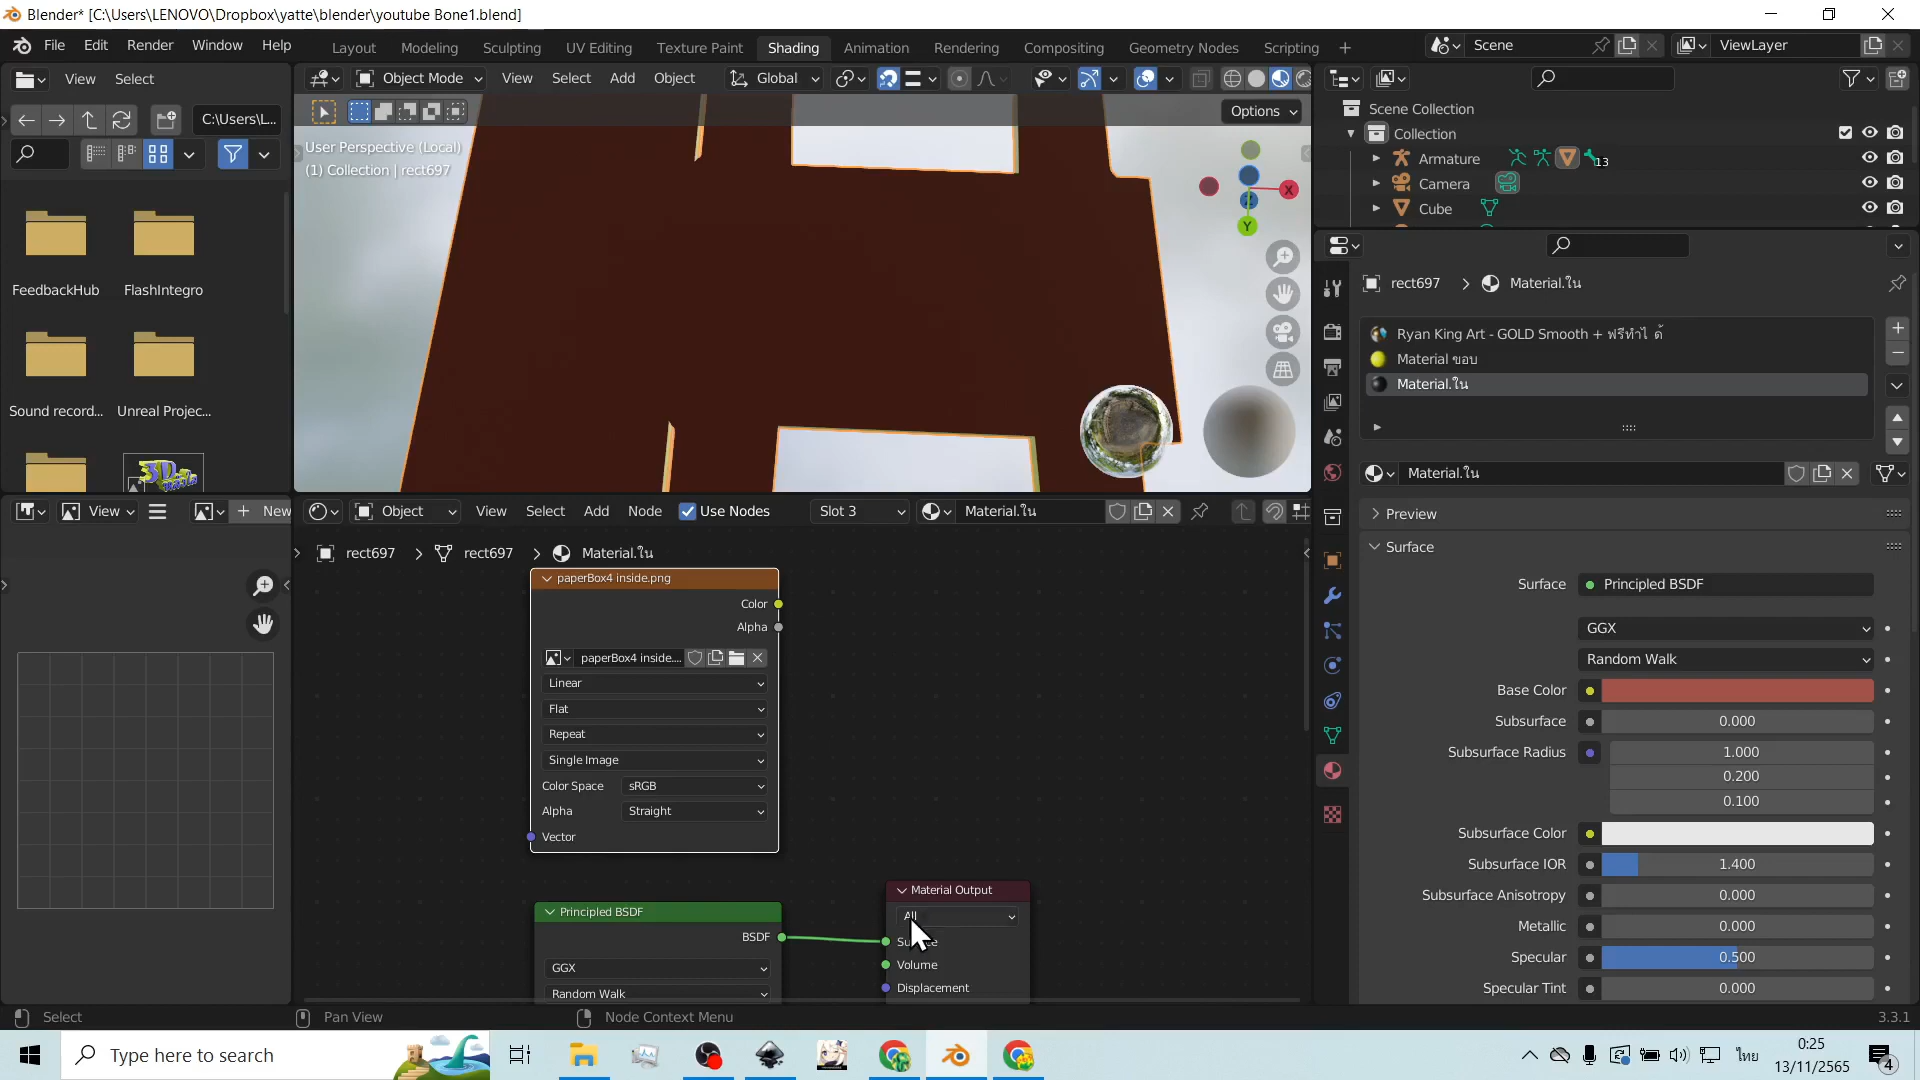 Blender* [C:\Users\LENOVO\Dropbox\yatte\blender\youtube Bone1.blend]
File Edit Render Window Help
Layout Modeling Sculpting UV Editing Texture Paint Shading Animation Rendering Compositing Geometry Nodes Scripting
Scene
ViewLayer
View Select
Object Mode View Select Add Object Global
C:\Users\L...
Options
User Perspective (Local)
(1) Collection | rect697
X
Y
Scene Collection
Collection
Armature 13
Camera
Cube
FeedbackHub
FlashIntegro
Sound record...
Unreal Projec...
rect697 > Material.ใน
Ryan King Art - GOLD Smooth + ฟรีทำได้
Material ขอบ
Material.ใน
Material.ใน
Preview
Surface
Surface Principled BSDF
GGX
Random Walk
Base Color
Subsurface 0.000
Subsurface Radius 1.000
0.200
0.100
Subsurface Color
Subsurface IOR 1.400
Subsurface Anisotropy 0.000
Metallic 0.000
Specular 0.500
Specular Tint 0.000
View New
Object View Select Add Node Use Nodes Slot 3 Material.ใน
rect697 > rect697 > Material.ใน
paperBox4 inside.png
Color
Alpha
paperBox4 inside....
Linear
Flat
Repeat
Single Image
Color Space sRGB
Alpha Straight
Vector
Principled BSDF
BSDF
GGX
Random Walk
Material Output
All
Volume
Displacement
Select
Pan View
Node Context Menu
3.3.1
Type here to search
ไทย
0:25
13/11/2565
4